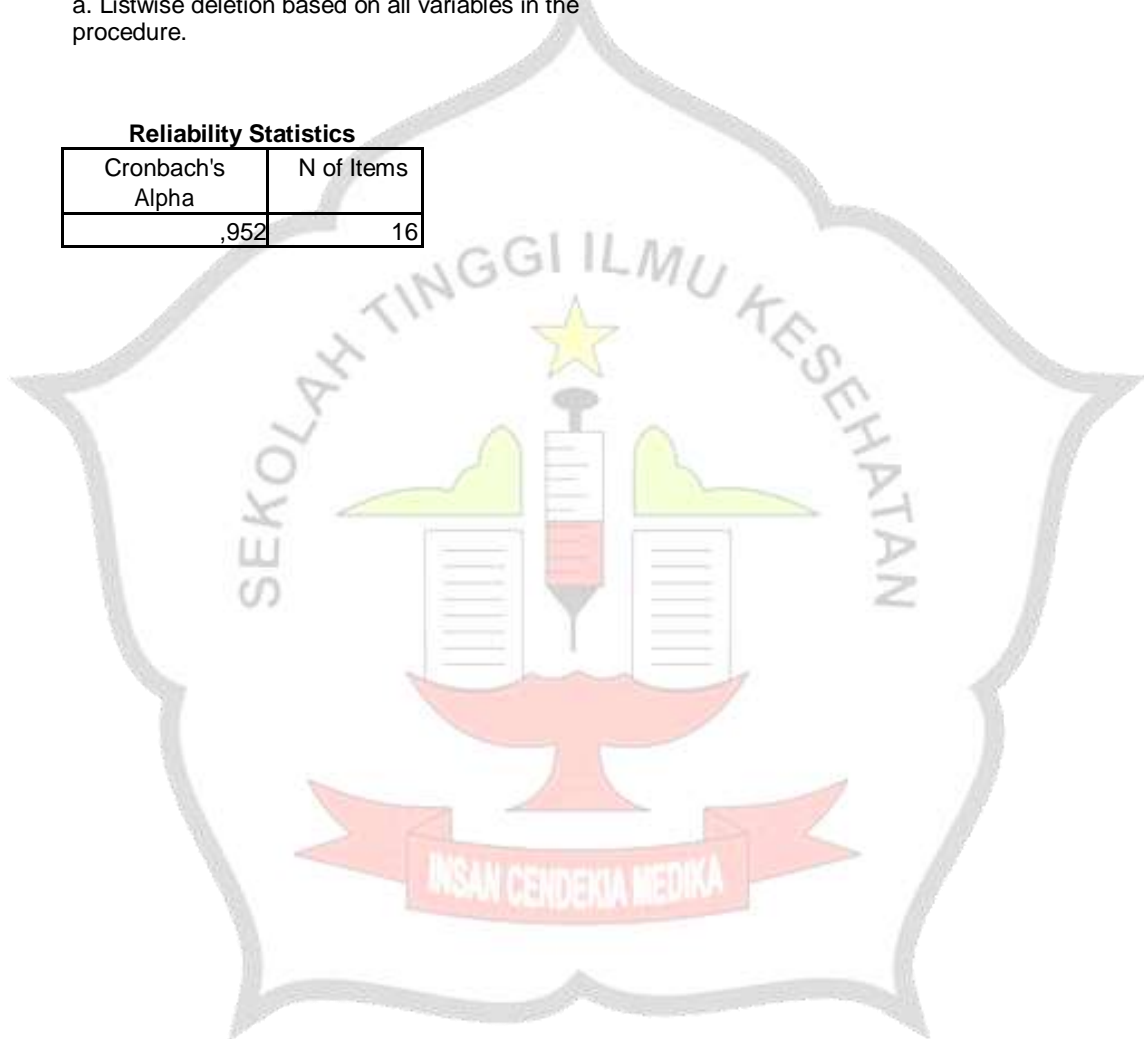 a. Listwise deletion based on all variables in the
procedure.
Reliability Statistics
Cronbach's Alpha N of Items
,952 16
SEKOLAH TINGGI ILMU KESEHATAN
INSAN CENDEKIA MEDIKA